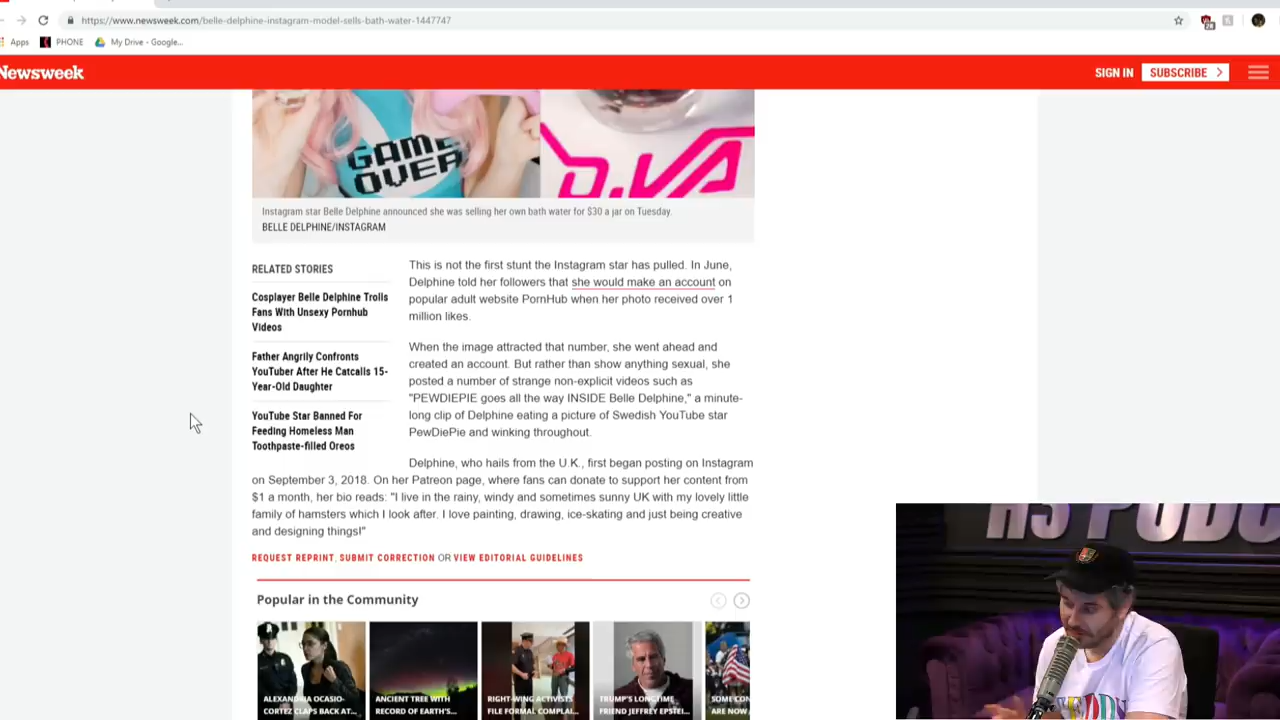 https://www.newsweek.com/belle-delphine-instagram-model-sells-bath-water-1447747
Apps
PHONE
My Drive - Google...
Newsweek
SIGN IN
SUBSCRIBE
GAME
OVER
D.VA
Instagram star Belle Delphine announced she was selling her own bath water for $30 a jar on Tuesday.
BELLE DELPHINE/INSTAGRAM
RELATED STORIES
Cosplayer Belle Delphine Trolls
Fans With Unsexy Pornhub
Videos
Father Angrily Confronts
YouTuber After He Catcalls 15-
Year-Old Daughter
YouTube Star Banned For
Feeding Homeless Man
Toothpaste-filled Oreos
This is not the first stunt the Instagram star has pulled. In June,
Delphine told her followers that she would make an account on
popular adult website PornHub when her photo received over 1
million likes.
When the image attracted that number, she went ahead and
created an account. But rather than show anything sexual, she
posted a number of strange non-explicit videos such as
"PEWDIEPIE goes all the way INSIDE Belle Delphine," a minute-
long clip of Delphine eating a picture of Swedish YouTube star
PewDiePie and winking throughout.
Delphine, who hails from the U.K., first began posting on Instagram
on September 3, 2018. On her Patreon page, where fans can donate to support her content from
$1 a month, her bio reads: "I live in the rainy, windy and sometimes sunny UK with my lovely little
family of hamsters which I look after. I love painting, drawing, ice-skating and just being creative
and designing things!"
REQUEST REPRINT, SUBMIT CORRECTION OR VIEW EDITORIAL GUIDELINES
Popular in the Community
ALEXANDRIA OCASIO-
CORTEZ CLAPS BACK AT...
ANCIENT TREE WITH
RECORD OF EARTH'S...
RIGHT-WING ACTIVISTS
FILE FORMAL COMPLAI...
TRUMP'S LONGTIME
FRIEND JEFFREY EPSTEI...
SOME CON
ARE NOW
H3 PODC